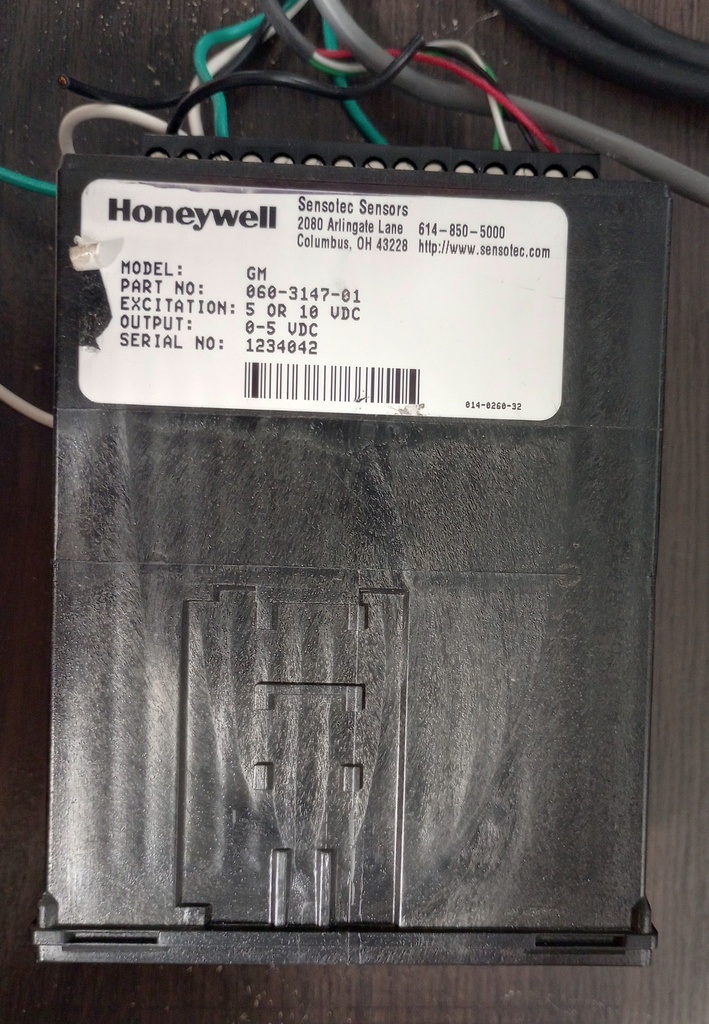 Honeywell
Sensotec Sensors
2080 Arlingate Lane 614-850-5000
Columbus, OH 43228 http://www.sensotec.com
MODEL: GM
PART NO: 060-3147-01
EXCITATION: 5 OR 10 VDC
OUTPUT: 0-5 VDC
SERIAL NO: 1234042
014-0260-32